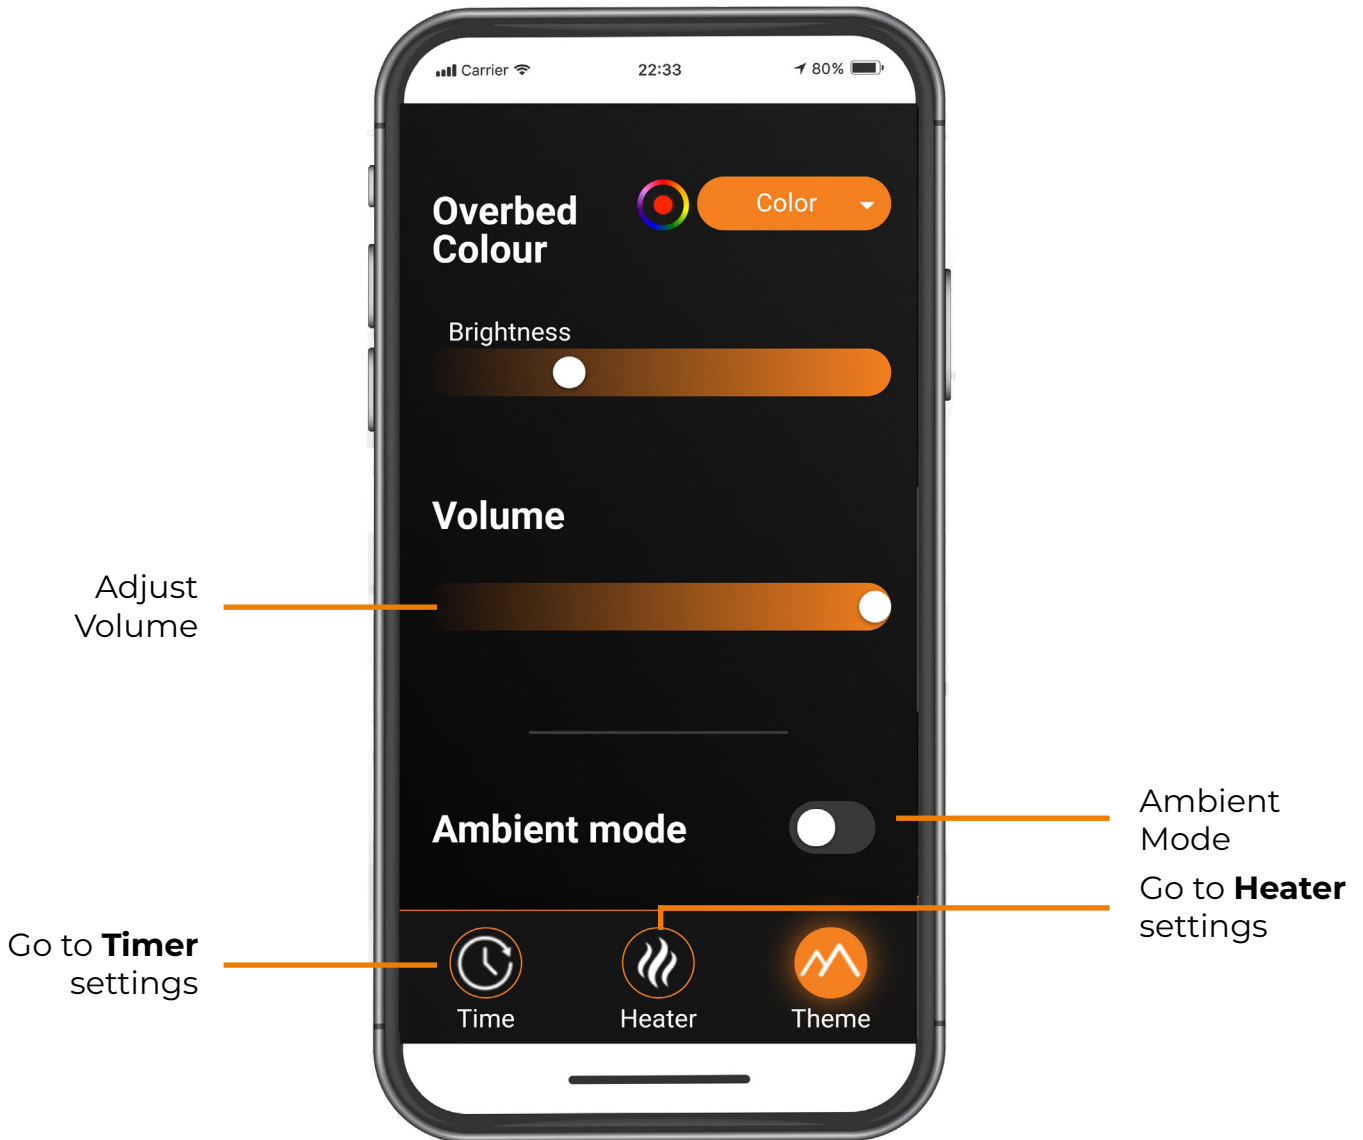 Carrier
22:33
80%
Overbed
Colour
Color
Brightness
Volume
Adjust
Volume
Ambient mode
Ambient
Mode
Go to Heater
settings
Go to Timer
settings
Time
Heater
Theme